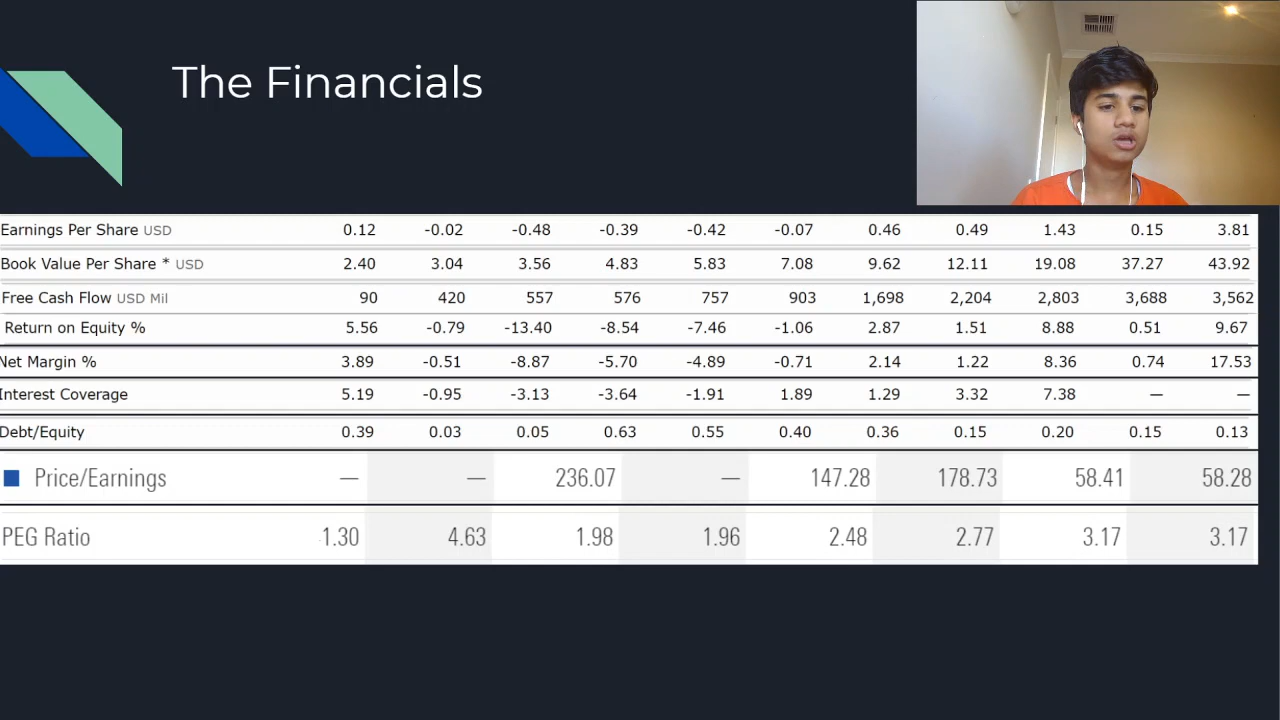 The Financials
Earnings Per Share USD 0.12 -0.02 -0.48 -0.39 -0.42 -0.07 0.46 0.49 1.43 0.15 3.81
Book Value Per Share * USD 2.40 3.04 3.56 4.83 5.83 7.08 9.62 12.11 19.08 37.27 43.92
Free Cash Flow USD Mil 90 420 557 576 757 903 1,698 2,204 2,803 3,688 3,562
Return on Equity % 5.56 -0.79 -13.40 -8.54 -7.46 -1.06 2.87 1.51 8.88 0.51 9.67
Net Margin % 3.89 -0.51 -8.87 -5.70 -4.89 -0.71 2.14 1.22 8.36 0.74 17.53
Interest Coverage 5.19 -0.95 -3.13 -3.64 -1.91 1.89 1.29 3.32 7.38 — —
Debt/Equity 0.39 0.03 0.05 0.63 0.55 0.40 0.36 0.15 0.20 0.15 0.13
Price/Earnings — — 236.07 — 147.28 178.73 58.41 58.28
PEG Ratio 1.30 4.63 1.98 1.96 2.48 2.77 3.17 3.17